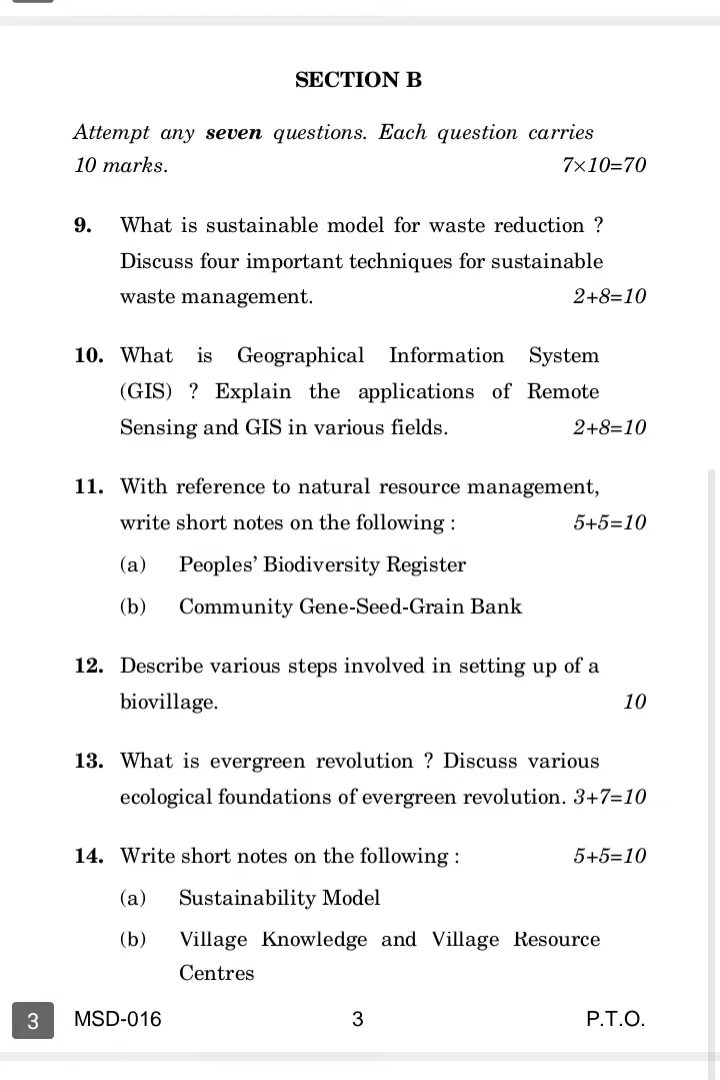 SECTION B
Attempt any seven questions. Each question carries
10 marks. 7×10=70
9. What is sustainable model for waste reduction ?
Discuss four important techniques for sustainable
waste management. 2+8=10
10. What is Geographical Information System
(GIS) ? Explain the applications of Remote
Sensing and GIS in various fields. 2+8=10
11. With reference to natural resource management,
write short notes on the following : 5+5=10
(a) Peoples’ Biodiversity Register
(b) Community Gene-Seed-Grain Bank
12. Describe various steps involved in setting up of a
biovillage. 10
13. What is evergreen revolution ? Discuss various
ecological foundations of evergreen revolution. 3+7=10
14. Write short notes on the following : 5+5=10
(a) Sustainability Model
(b) Village Knowledge and Village Resource
Centres
3 MSD-016 3 P.T.O.